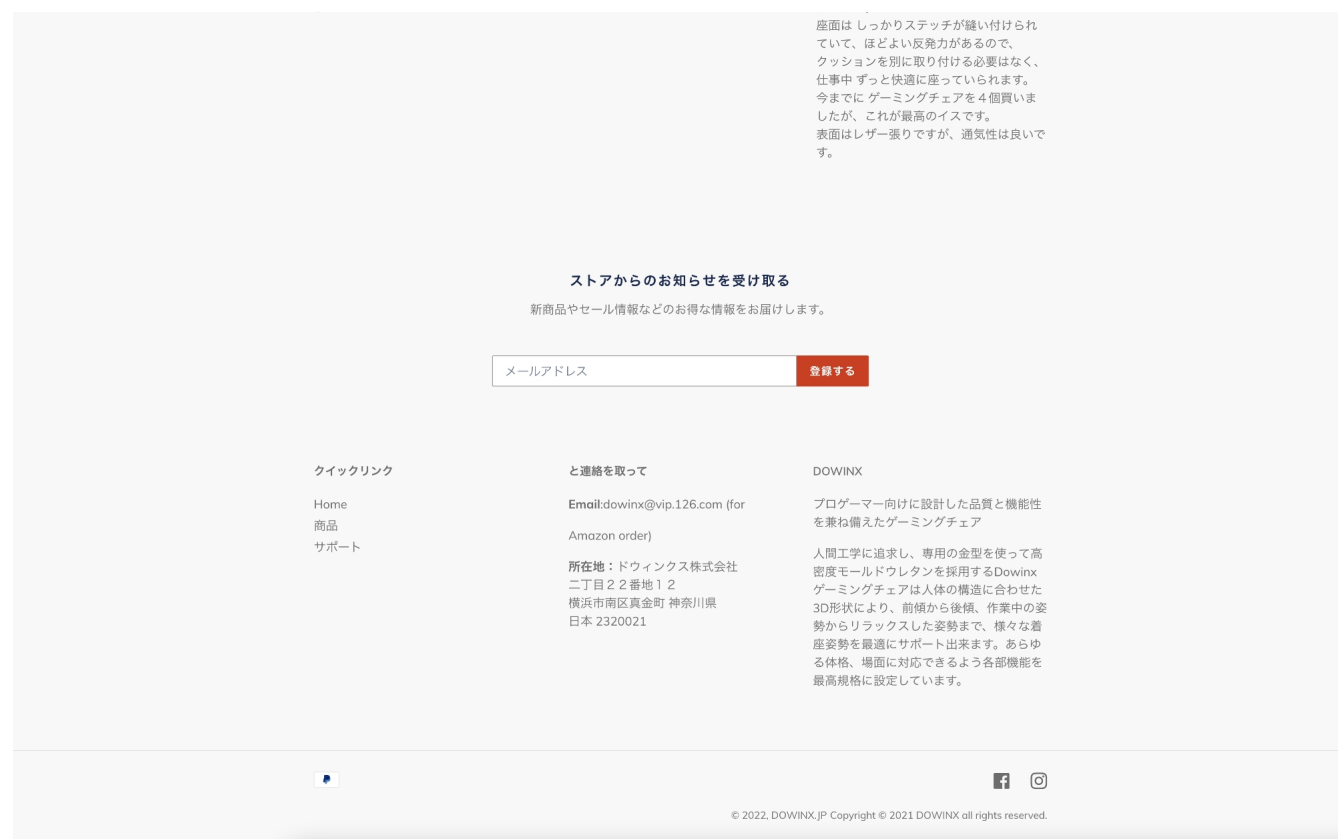 座面は しっかりステッチが縫い付けられ
ていて、ほどよい反発力があるので、
クッションを別に取り付ける必要はなく、
仕事中 ずっと快適に座っていられます。
今までに ゲーミングチェアを４個買いま
したが、これが最高のイスです。
表面はレザー張りですが、通気性は良いで
す。
ストアからのお知らせを受け取る
新商品やセール情報などのお得な情報をお届けします。
メールアドレス
登録する
クイックリンク
Home
商品
サポート
と連絡を取って
Email:dowinx@vip.126.com (for
Amazon order)
所在地：ドウィンクス株式会社
二丁目２２番地１２
横浜市南区真金町 神奈川県
日本 2320021
DOWINX
プロゲーマー向けに設計した品質と機能性
を兼ね備えたゲーミングチェア
人間工学に追求し、専用の金型を使って高
密度モールドウレタンを採用するDowinx
ゲーミングチェアは人体の構造に合わせた
3D形状により、前傾から後傾、作業中の姿
勢からリラックスした姿勢まで、様々な着
座姿勢を最適にサポート出来ます。あらゆ
る体格、場面に対応できるよう各部機能を
最高規格に設定しています。
© 2022, DOWINX.JP Copyright © 2021 DOWINX all rights reserved.